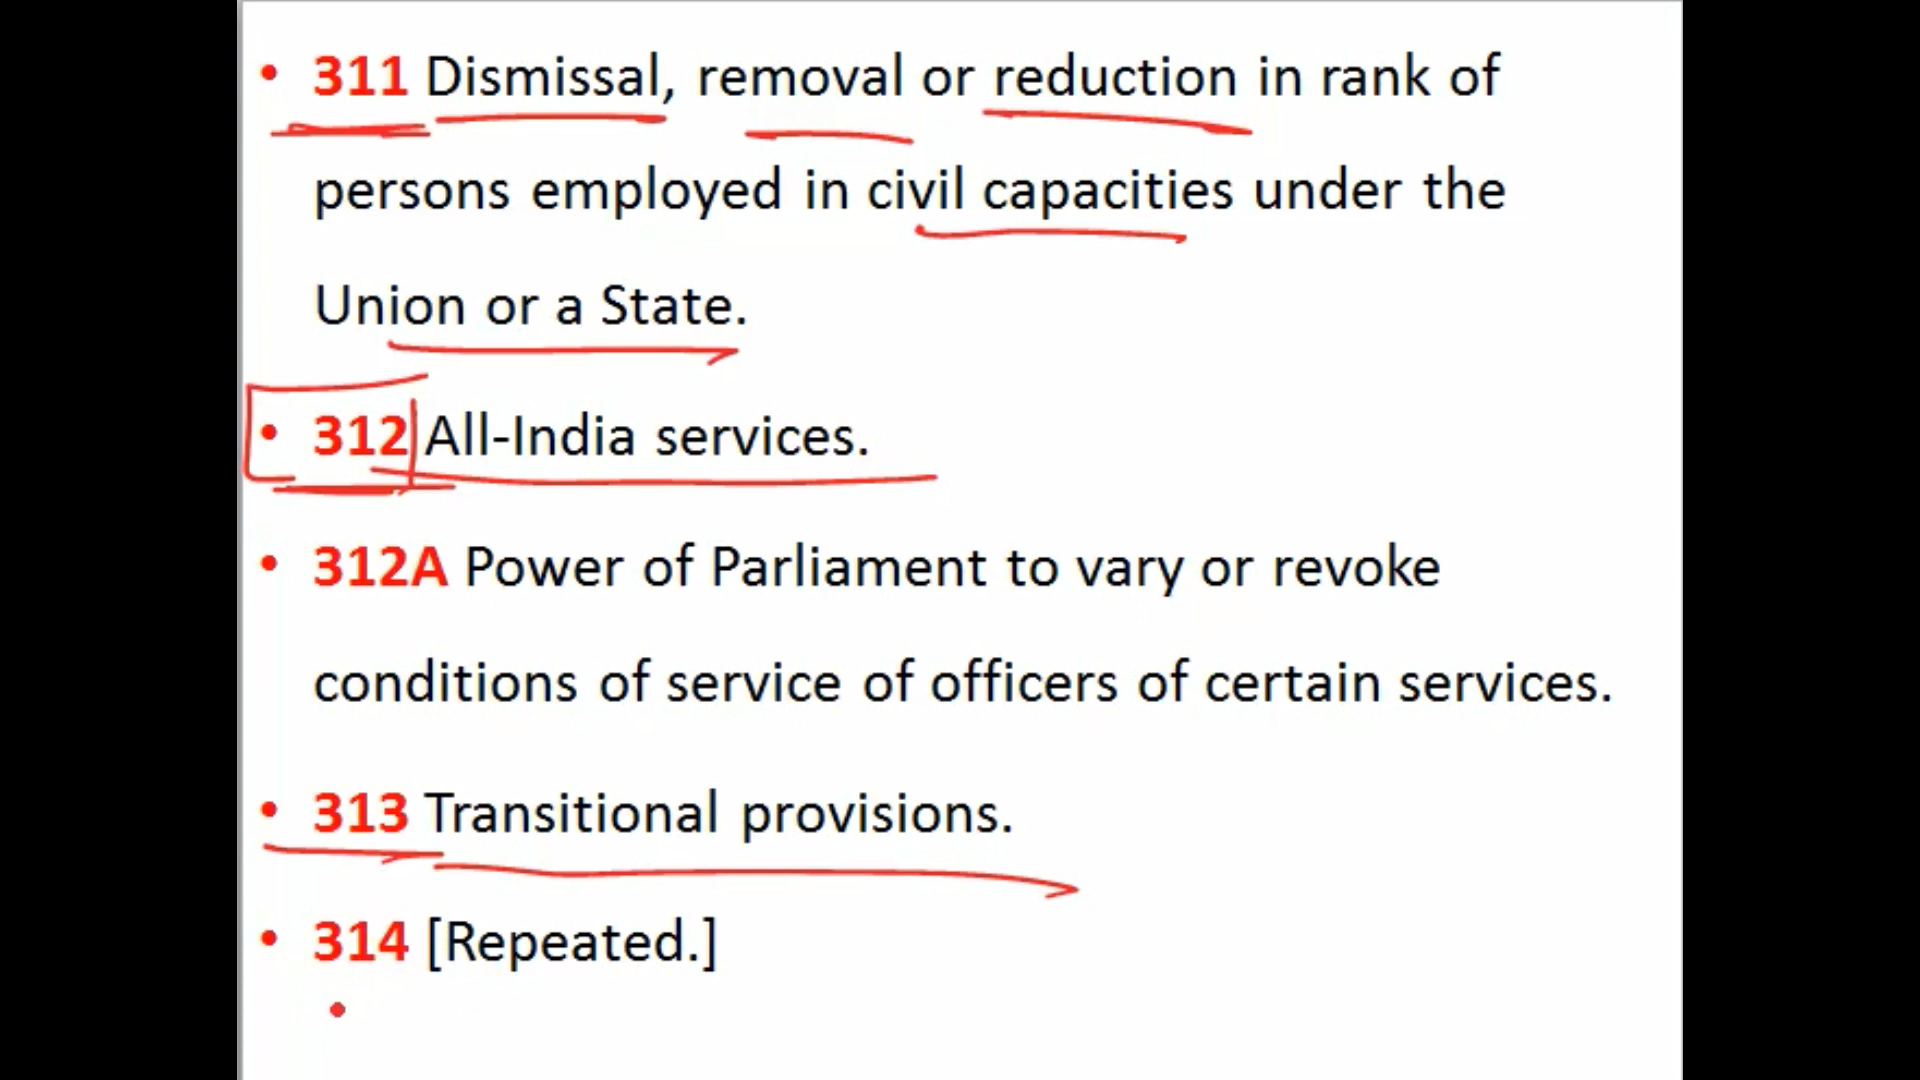 • 311 Dismissal, removal or reduction in rank of
persons employed in civil capacities under the
Union or a State.
• 312 All-India services.
• 312A Power of Parliament to vary or revoke
conditions of service of officers of certain services.
• 313 Transitional provisions.
• 314 [Repeated.]